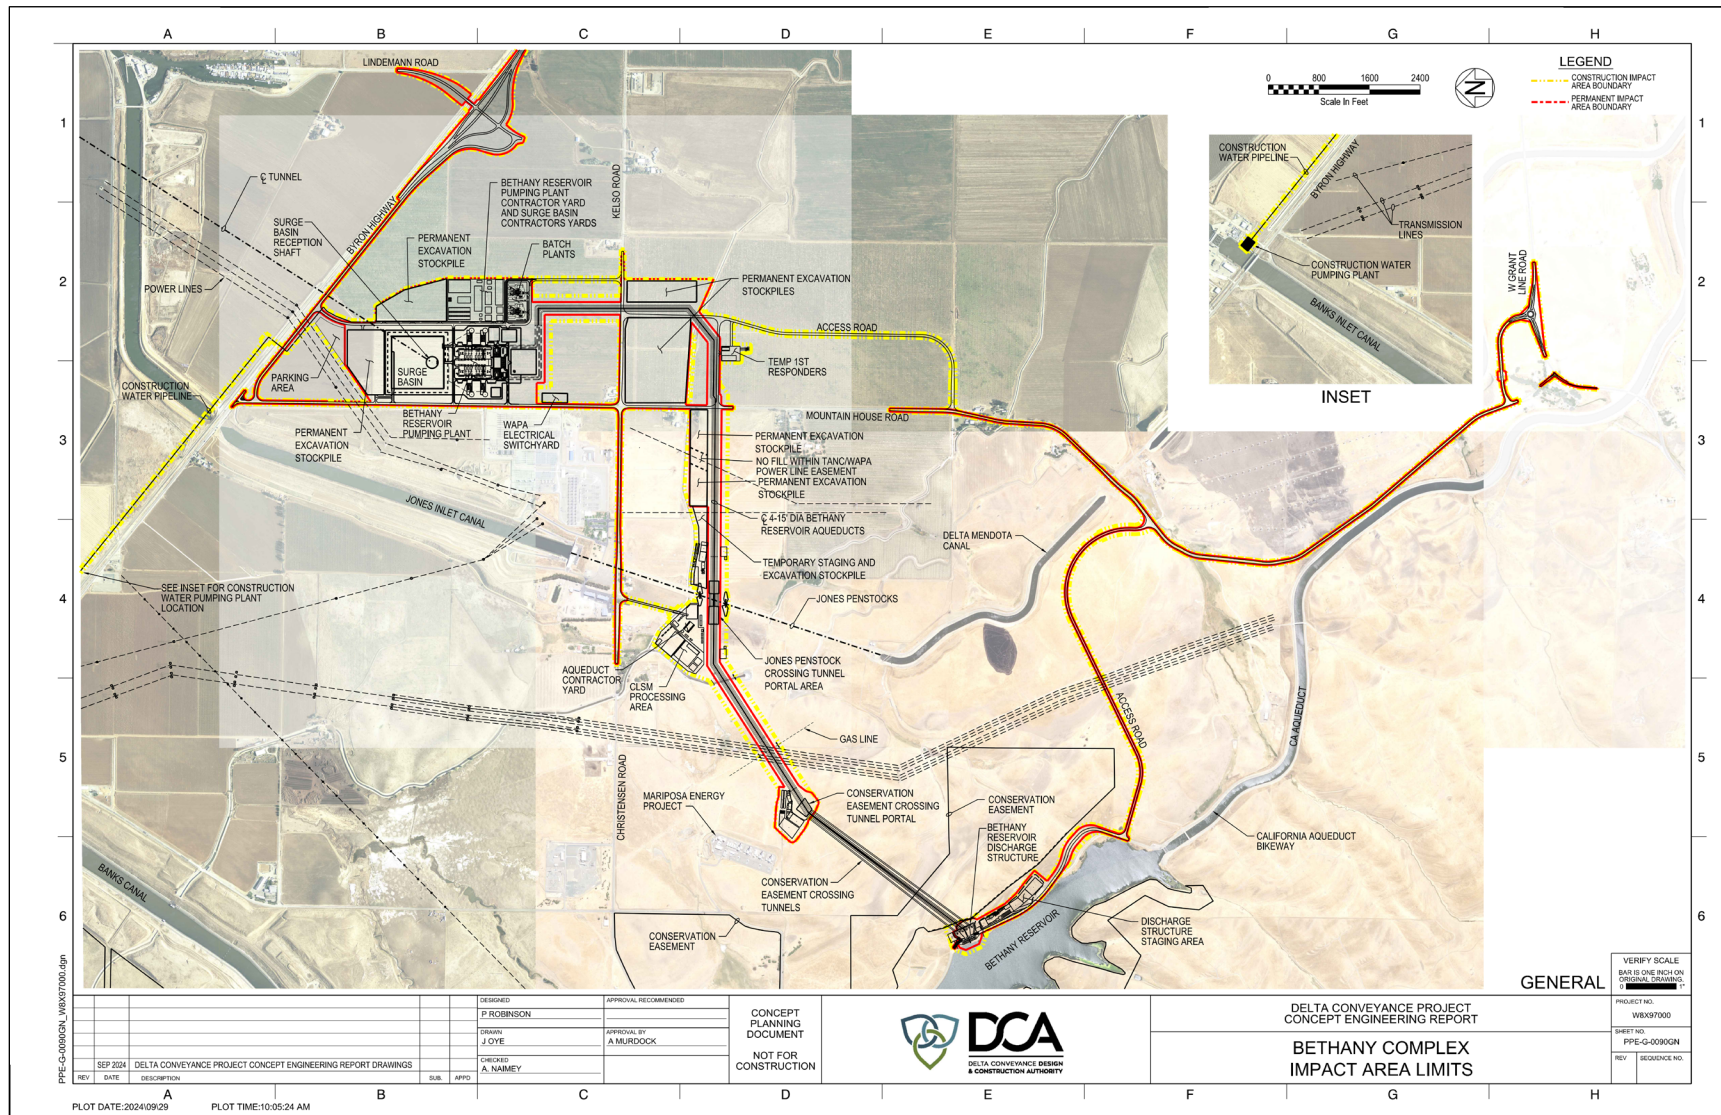 A B C D E F G H
1
2
3
4
5
6
1
2
3
4
5
6
LINDEMANN ROAD
0 800 1600 2400
Scale In Feet
N
LEGEND
CONSTRUCTION IMPACT
AREA BOUNDARY
PERMANENT IMPACT
AREA BOUNDARY
CONSTRUCTION
WATER PIPELINE
BYRON HIGHWAY
TRANSMISSION
LINES
CONSTRUCTION WATER
PUMPING PLANT
BANKS INLET CANAL
INSET
W GRANT
LINE ROAD
℄ TUNNEL
SURGE
BASIN
RECEPTION
SHAFT
BYRON HIGHWAY
POWER LINES
PERMANENT
EXCAVATION
STOCKPILE
BETHANY RESERVOIR
PUMPING PLANT
CONTRACTOR YARD
AND SURGE BASIN
CONTRACTORS YARDS
BATCH
PLANTS
KELSO ROAD
PERMANENT EXCAVATION
STOCKPILES
ACCESS ROAD
TEMP 1ST
RESPONDERS
PARKING
AREA
SURGE
BASIN
CONSTRUCTION
WATER PIPELINE
PERMANENT
EXCAVATION
STOCKPILE
BETHANY
RESERVOIR
PUMPING PLANT
WAPA
ELECTRICAL
SWITCHYARD
MOUNTAIN HOUSE ROAD
PERMANENT EXCAVATION
STOCKPILE
NO FILL WITHIN TANC/WAPA
POWER LINE EASEMENT
PERMANENT EXCAVATION
STOCKPILE
℄ 4-15' DIA BETHANY
RESERVOIR AQUEDUCTS
JONES INLET CANAL
DELTA MENDOTA
CANAL
TEMPORARY STAGING AND
EXCAVATION STOCKPILE
JONES PENSTOCKS
SEE INSET FOR CONSTRUCTION
WATER PUMPING PLANT
LOCATION
AQUEDUCT
CONTRACTOR
YARD
CLSM
PROCESSING
AREA
JONES PENSTOCK
CROSSING TUNNEL
PORTAL AREA
ACCESS ROAD
CA AQUEDUCT
GAS LINE
CHRISTENSEN ROAD
MARIPOSA ENERGY
PROJECT
CONSERVATION
EASEMENT CROSSING
TUNNEL PORTAL
CONSERVATION
EASEMENT
BETHANY
RESERVOIR
DISCHARGE
STRUCTURE
CALIFORNIA AQUEDUCT
BIKEWAY
BANKS CANAL
CONSERVATION
EASEMENT CROSSING
TUNNELS
CONSERVATION
EASEMENT
BETHANY RESERVOIR
DISCHARGE
STRUCTURE
STAGING AREA
GENERAL
VERIFY SCALE
BAR IS ONE INCH ON
ORIGINAL DRAWING.
0 1"
PPE-G-0090GN_W8X97000.dgn
SEP 2024 DELTA CONVEYANCE PROJECT CONCEPT ENGINEERING REPORT DRAWINGS
REV DATE DESCRIPTION SUB. APPD
DESIGNED
P ROBINSON
DRAWN
J OYE
CHECKED
A. NAIMEY
APPROVAL RECOMMENDED
APPROVAL BY
A MURDOCK
CONCEPT
PLANNING
DOCUMENT
NOT FOR
CONSTRUCTION
DCA
DELTA CONVEYANCE DESIGN
& CONSTRUCTION AUTHORITY
DELTA CONVEYANCE PROJECT
CONCEPT ENGINEERING REPORT
BETHANY COMPLEX
IMPACT AREA LIMITS
PROJECT NO.
W8X97000
SHEET NO.
PPE-G-0090GN
REV SEQUENCE NO.
A B C D E F G H
PLOT DATE:2024\09\29 PLOT TIME:10:05:24 AM